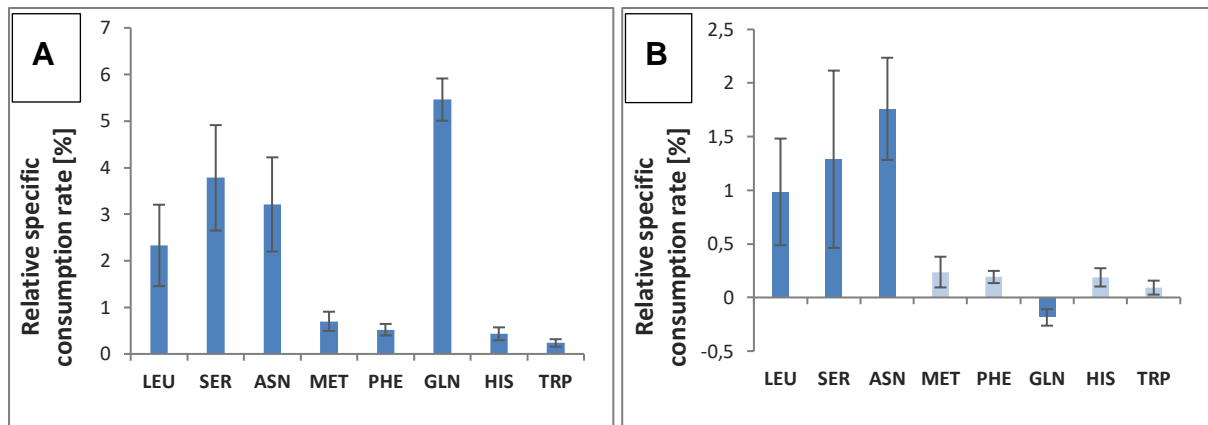 A
Relative specific
consumption rate [%]
7
6
5
4
3
2
1
0
LEU SER ASN MET PHE GLN HIS TRP
B
Relative specific
consumption rate [%]
2,5
2
1,5
1
0,5
0
-0,5
LEU SER ASN MET PHE GLN HIS TRP